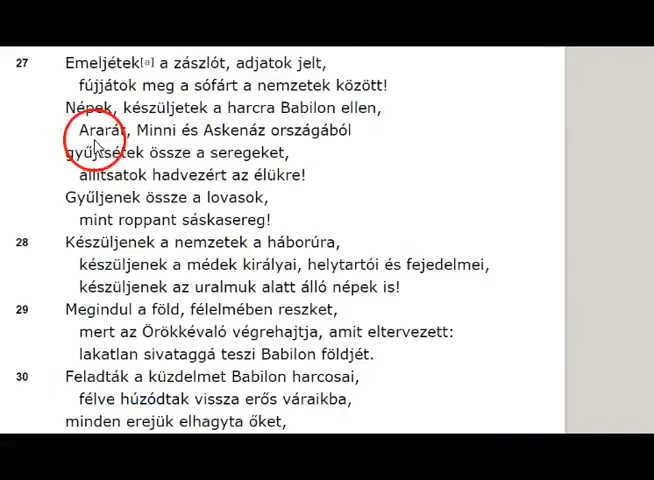 27 Emeljétek[a] a zászlót, adjatok jelt,
fújjátok meg a sófárt a nemzetek között!
Népek, készüljetek a harcra Babilon ellen,
Ararát, Minni és Askenáz országából
gyűjtsétek össze a seregeket,
állítsatok hadvezért az élükre!
Gyűljenek össze a lovasok,
mint roppant sáskasereg!
28 Készüljenek a nemzetek a háborúra,
készüljenek a médek királyai, helytartói és fejedelmei,
készüljenek az uralmuk alatt álló népek is!
29 Megindul a föld, félelmében reszket,
mert az Örökkévaló végrehajtja, amit eltervezett:
lakatlan sivataggá teszi Babilon földjét.
30 Feladták a küzdelmet Babilon harcosai,
félve húzódtak vissza erős váraikba,
minden erejük elhagyta őket,